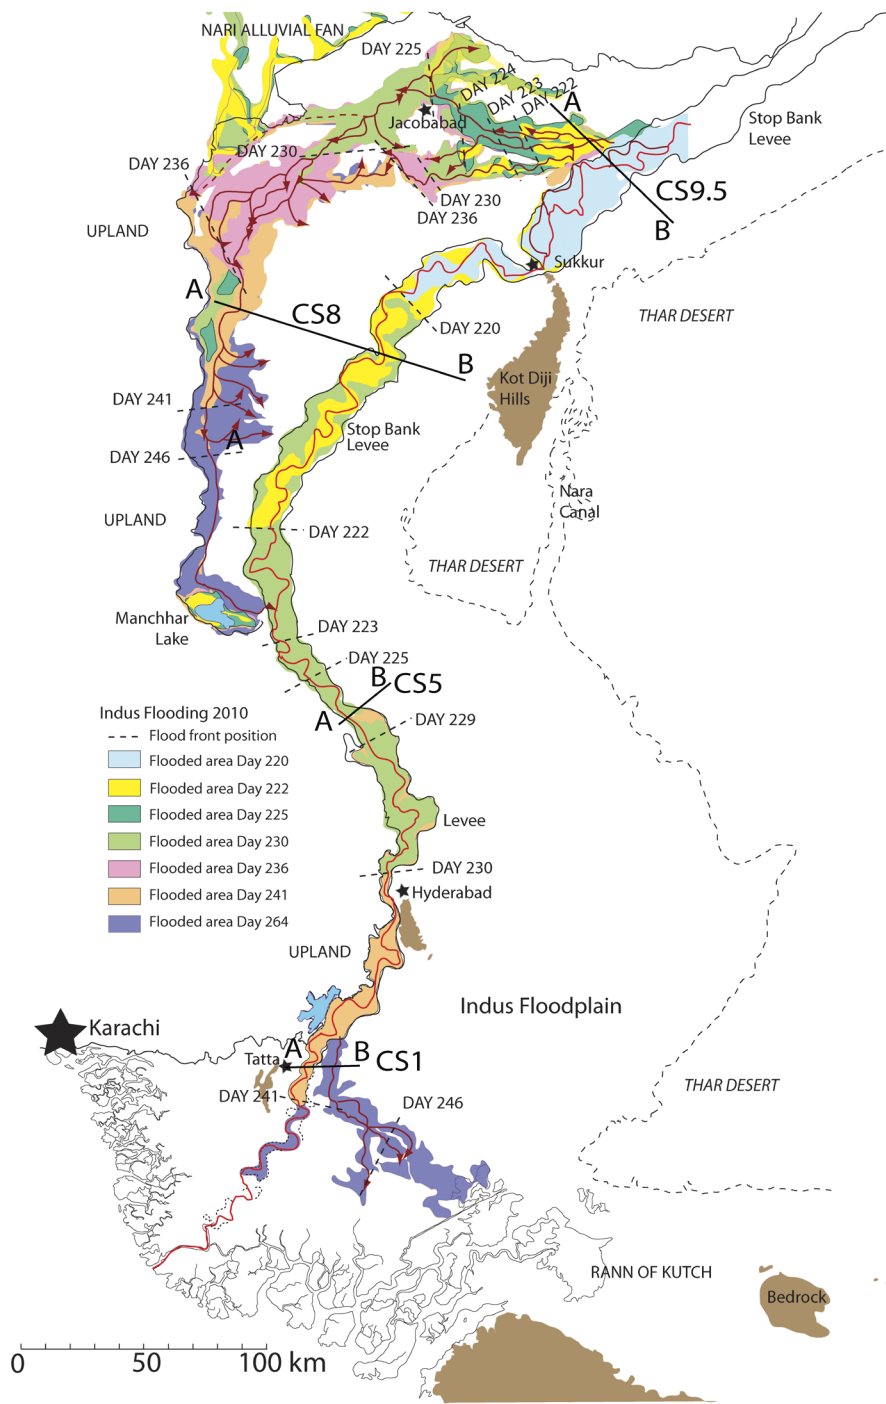 NARI ALLUVIAL FAN
DAY 225
DAY 224
DAY 223
DAY 222
A
Jacobabad
Stop Bank
Levee
DAY 236
DAY 230
DAY 230
DAY 236
CS9.5
B
UPLAND
Sukkur
A
CS8
DAY 220
THAR DESERT
B
Kot Diji
Hills
DAY 241
Stop Bank
Levee
A
DAY 246
Nara
Canal
UPLAND
DAY 222
THAR DESERT
Manchhar
Lake
DAY 223
DAY 225
B
CS5
A
DAY 229
Indus Flooding 2010
Flood front position
Flooded area Day 220
Flooded area Day 222
Flooded area Day 225
Flooded area Day 230
Flooded area Day 236
Flooded area Day 241
Flooded area Day 264
Levee
DAY 230
Hyderabad
UPLAND
Indus Floodplain
Karachi
Tatta
A
B
CS1
THAR DESERT
DAY 241
DAY 246
RANN OF KUTCH
Bedrock
0 50 100 km